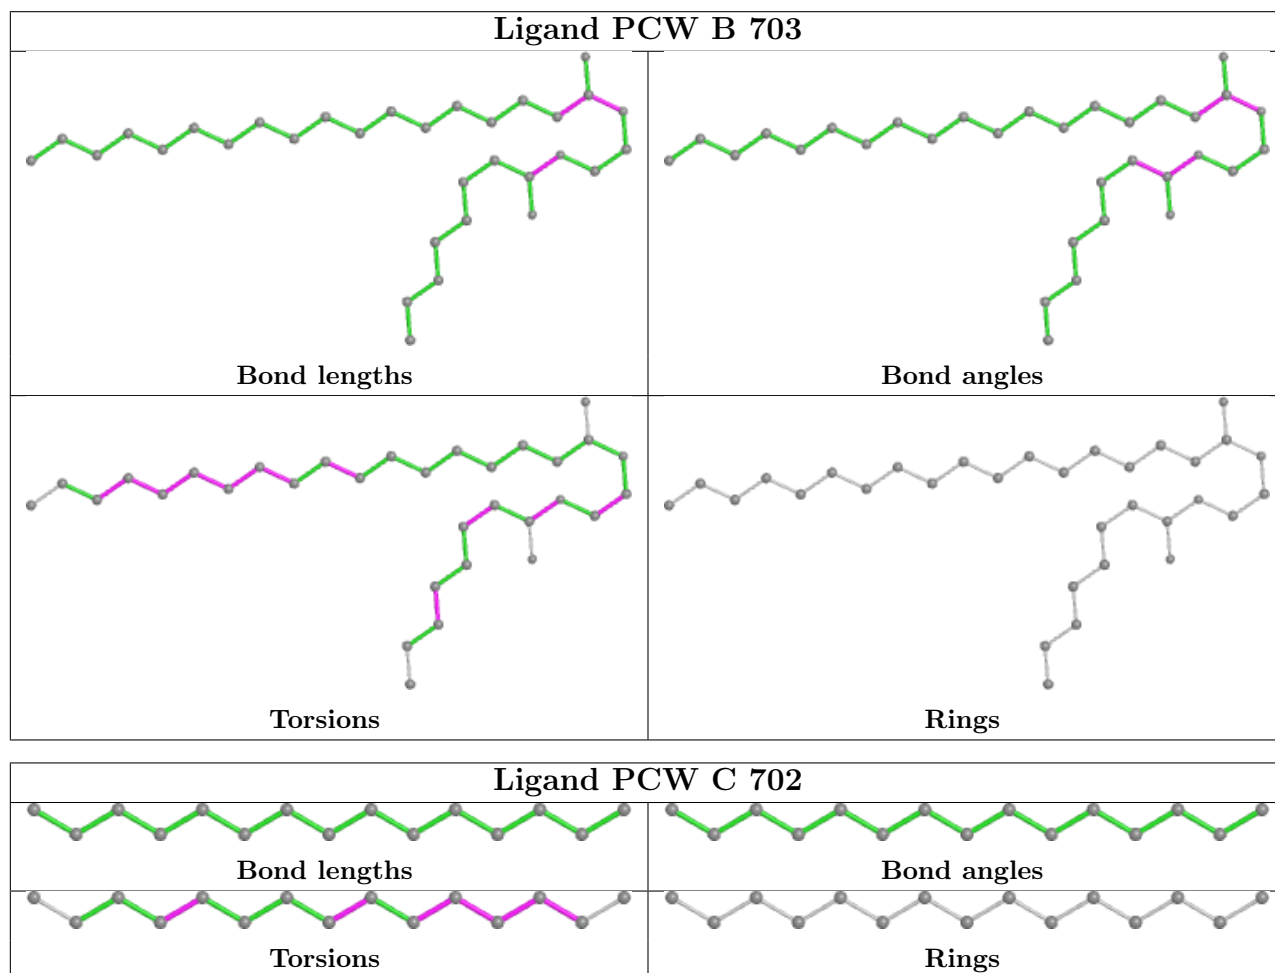 Ligand PCW B 703
Bond lengths
Bond angles
Torsions
Rings
Ligand PCW C 702
Bond lengths
Bond angles
Torsions
Rings